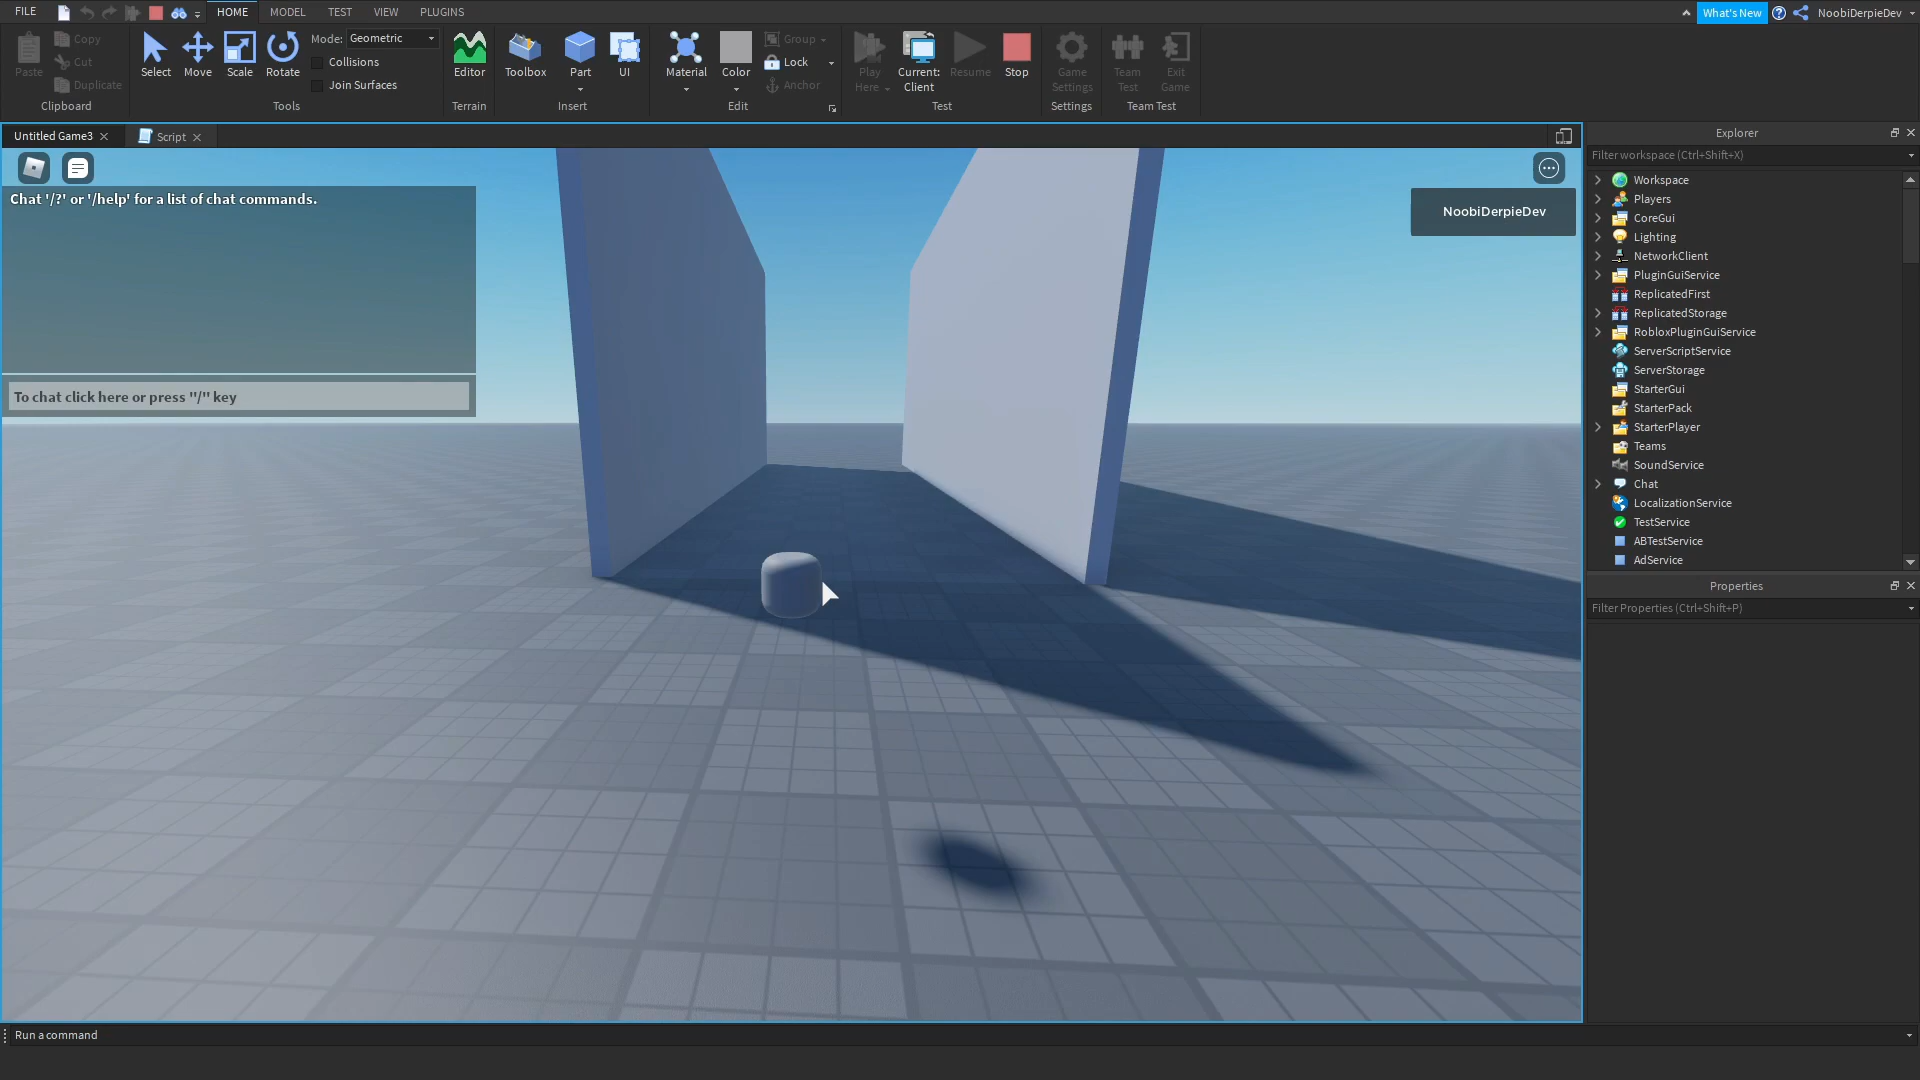 FILE
HOME
MODEL
TEST
VIEW
PLUGINS
What's New
NoobiDerpieDev
Paste
Copy
Cut
Duplicate
Clipboard
Select
Move
Scale
Rotate
Mode: Geometric
Collisions
Join Surfaces
Tools
Editor
Terrain
Toolbox
Part
UI
Insert
Material
Color
Group
Lock
Anchor
Edit
Play
Here
Current:
Client
Resume
Stop
Test
Game
Settings
Settings
Team
Test
Exit
Game
Team Test
Untitled Game3
Script
Chat '/?' or '/help' for a list of chat commands.
To chat click here or press "/" key
NoobiDerpieDev
Explorer
Filter workspace (Ctrl+Shift+X)
Workspace
Players
CoreGui
Lighting
NetworkClient
PluginGuiService
ReplicatedFirst
ReplicatedStorage
RobloxPluginGuiService
ServerScriptService
ServerStorage
StarterGui
StarterPack
StarterPlayer
Teams
SoundService
Chat
LocalizationService
TestService
ABTestService
AdService
Properties
Filter Properties (Ctrl+Shift+P)
Run a command